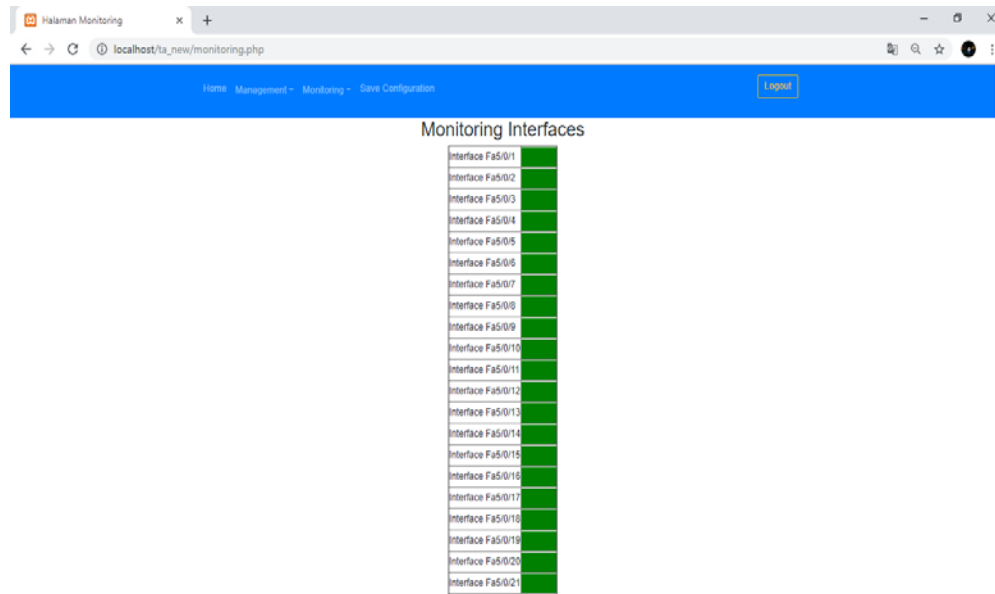 Halaman Monitoring
localhost/ta_new/monitoring.php
Home Management Monitoring Save Configuration Logout
Monitoring Interfaces
Interface Fa5/0/1
Interface Fa5/0/2
Interface Fa5/0/3
Interface Fa5/0/4
Interface Fa5/0/5
Interface Fa5/0/6
Interface Fa5/0/7
Interface Fa5/0/8
Interface Fa5/0/9
Interface Fa5/0/10
Interface Fa5/0/11
Interface Fa5/0/12
Interface Fa5/0/13
Interface Fa5/0/14
Interface Fa5/0/15
Interface Fa5/0/16
Interface Fa5/0/17
Interface Fa5/0/18
Interface Fa5/0/19
Interface Fa5/0/20
Interface Fa5/0/21